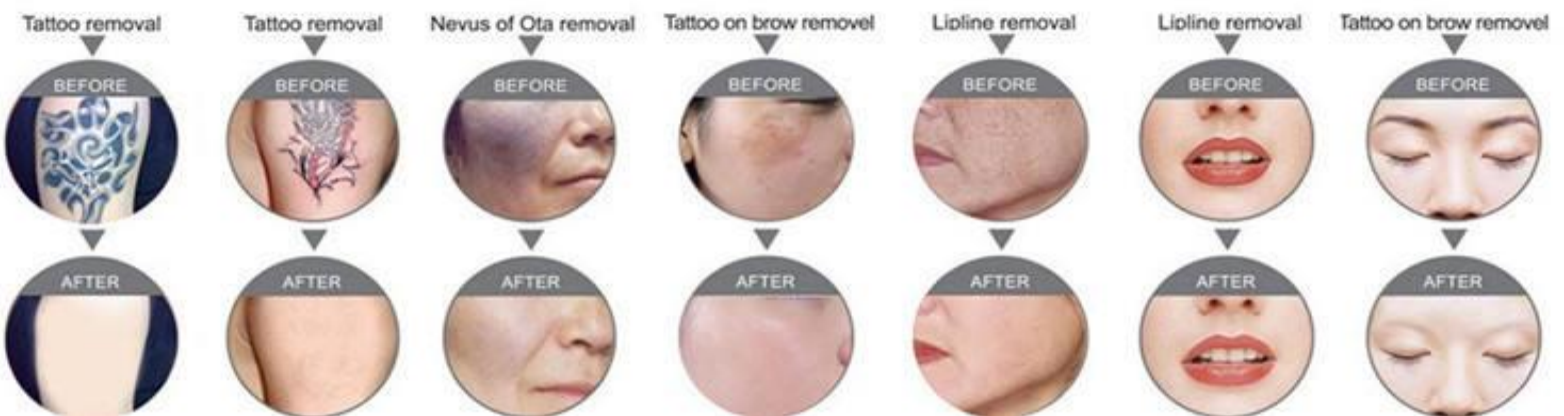 Tattoo removal
Tattoo removal
Nevus of Ota removal
Tattoo on brow removel
Lipline removal
Lipline removal
Tattoo on brow removel
BEFORE
BEFORE
BEFORE
BEFORE
BEFORE
BEFORE
BEFORE
AFTER
AFTER
AFTER
AFTER
AFTER
AFTER
AFTER